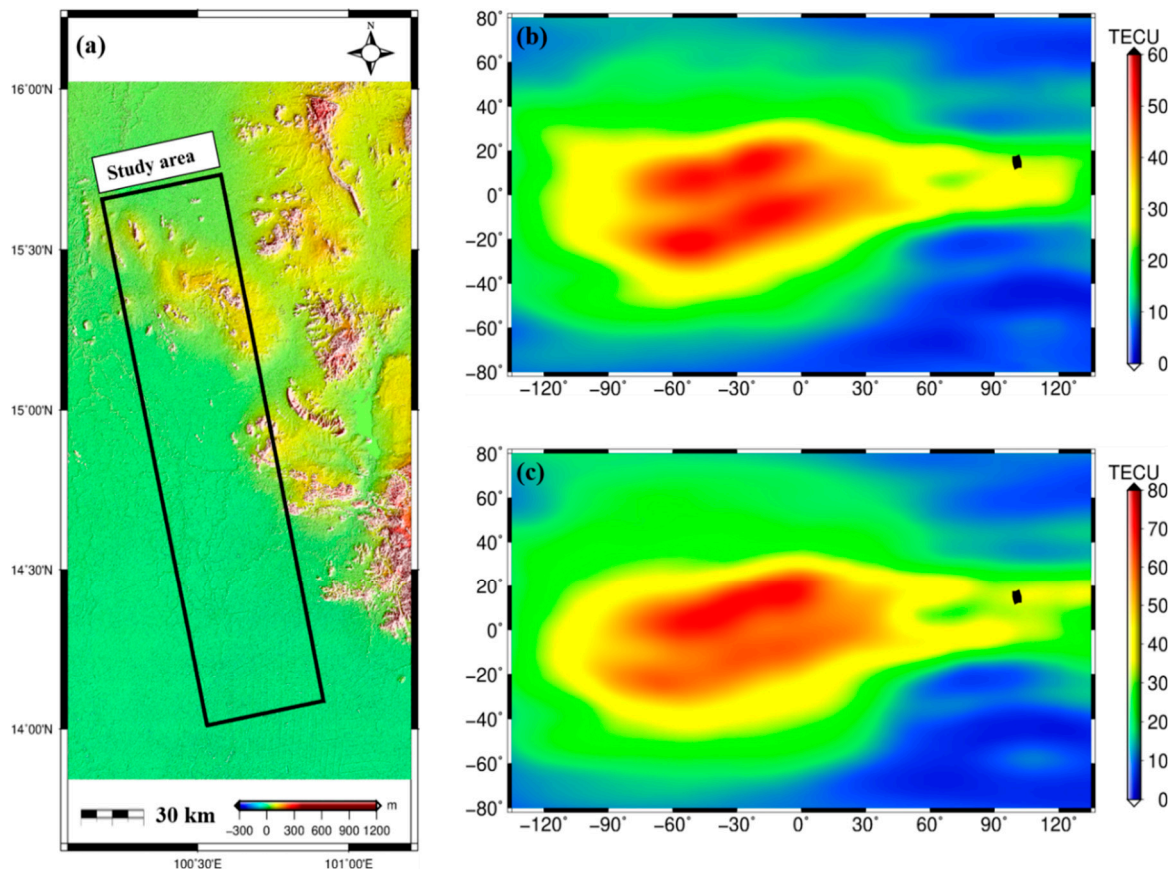 (a)
N
16˚00'N
Study area
15˚30'N
15˚00'N
14˚30'N
14˚00'N
30 km
m
−300 0 300 600 900 1200
100˚30'E 101˚00'E
(b)
TECU
80˚
60˚
40˚
20˚
0˚
−20˚
−40˚
−60˚
−80˚
−120˚ −90˚ −60˚ −30˚ 0˚ 30˚ 60˚ 90˚ 120˚
60
50
40
30
20
10
0
(c)
TECU
80˚
60˚
40˚
20˚
0˚
−20˚
−40˚
−60˚
−80˚
−120˚ −90˚ −60˚ −30˚ 0˚ 30˚ 60˚ 90˚ 120˚
80
70
60
50
40
30
20
10
0